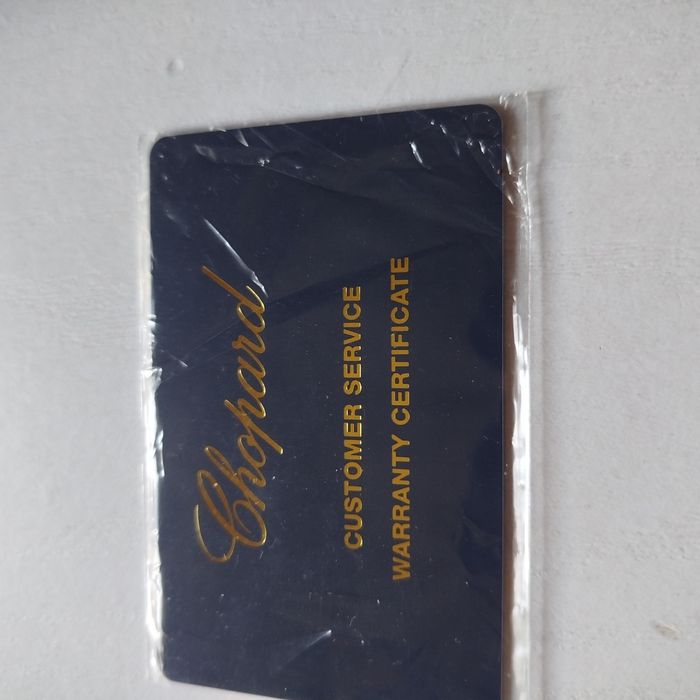 Chopard
CUSTOMER SERVICE
WARRANTY CERTIFICATE